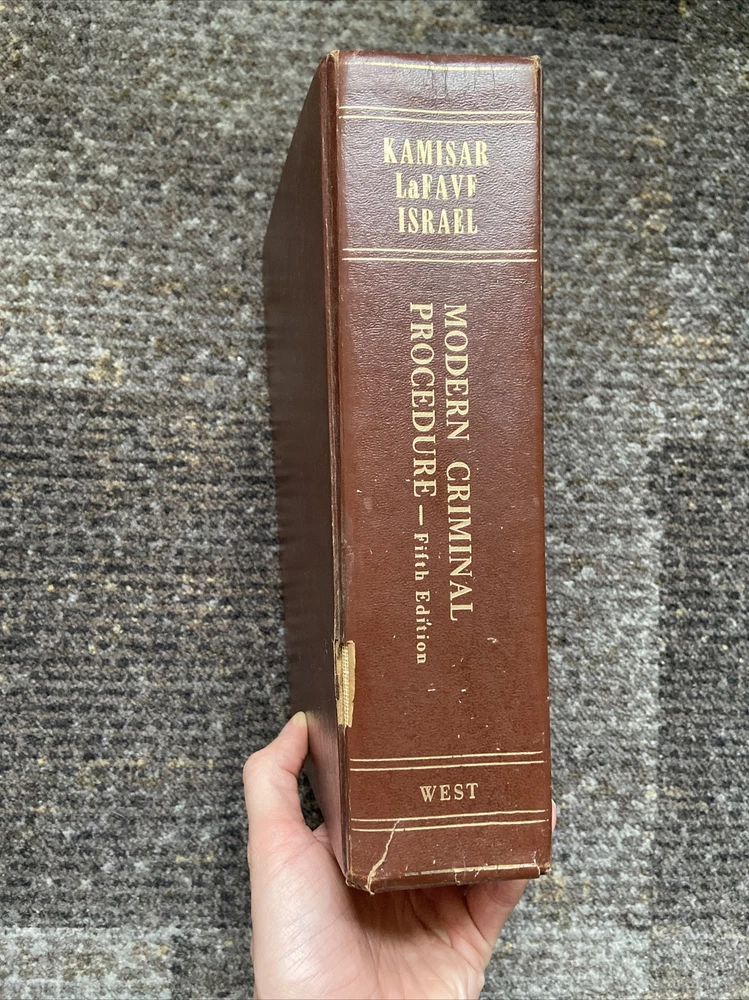 KAMISAR
LaFAVE
ISRAEL
MODERN CRIMINAL
PROCEDURE — Fifth Edition
WEST